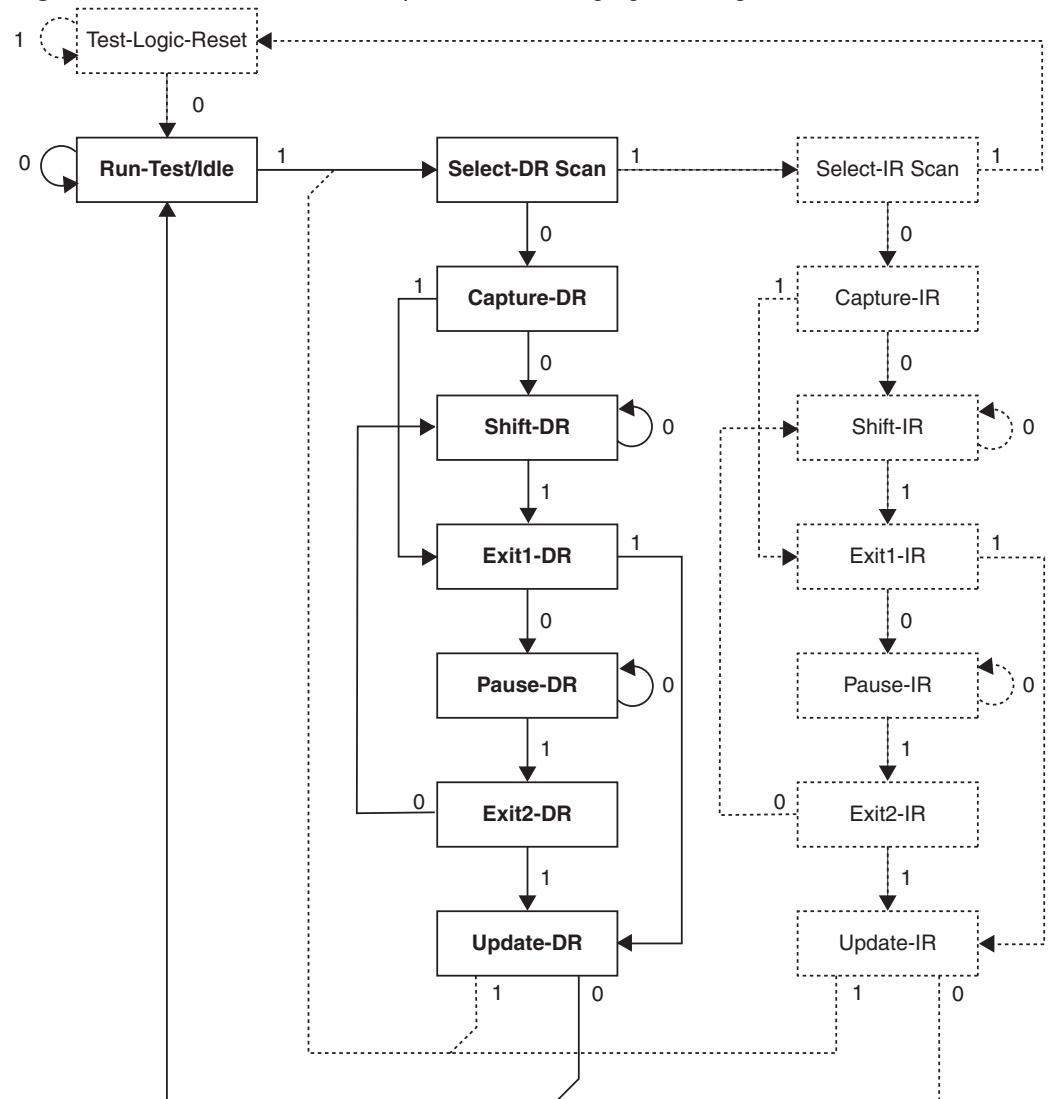 1
Test-Logic-Reset
0
0
Run-Test/Idle
1
Select-DR Scan
1
Select-IR Scan
1
0
0
1
Capture-DR
1
Capture-IR
0
0
Shift-DR
0
Shift-IR
0
1
1
Exit1-DR
1
Exit1-IR
1
0
0
Pause-DR
0
Pause-IR
0
1
1
0
Exit2-DR
0
Exit2-IR
1
1
Update-DR
Update-IR
1
0
1
0